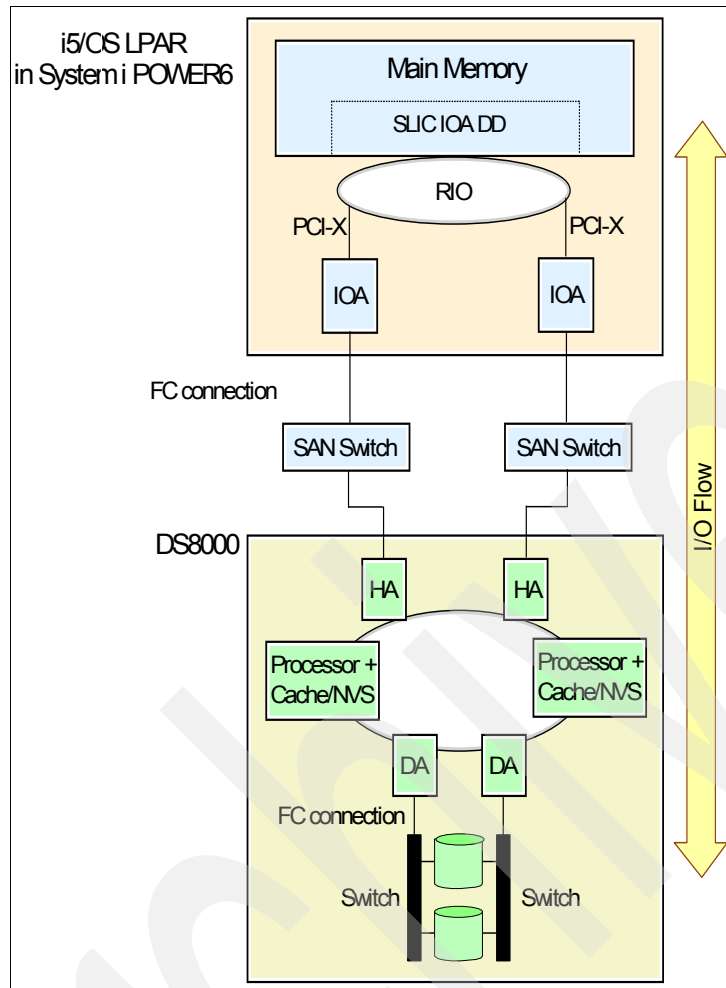 i5/OS LPAR
in System i POWER6
Main Memory
SLIC IOA DD
RIO
PCI-X
PCI-X
IOA
IOA
FC connection
SAN Switch
SAN Switch
I/O Flow
DS8000
HA
HA
Processor +
Cache/NVS
Processor +
Cache/NVS
DA
DA
FC connection
Switch
Switch